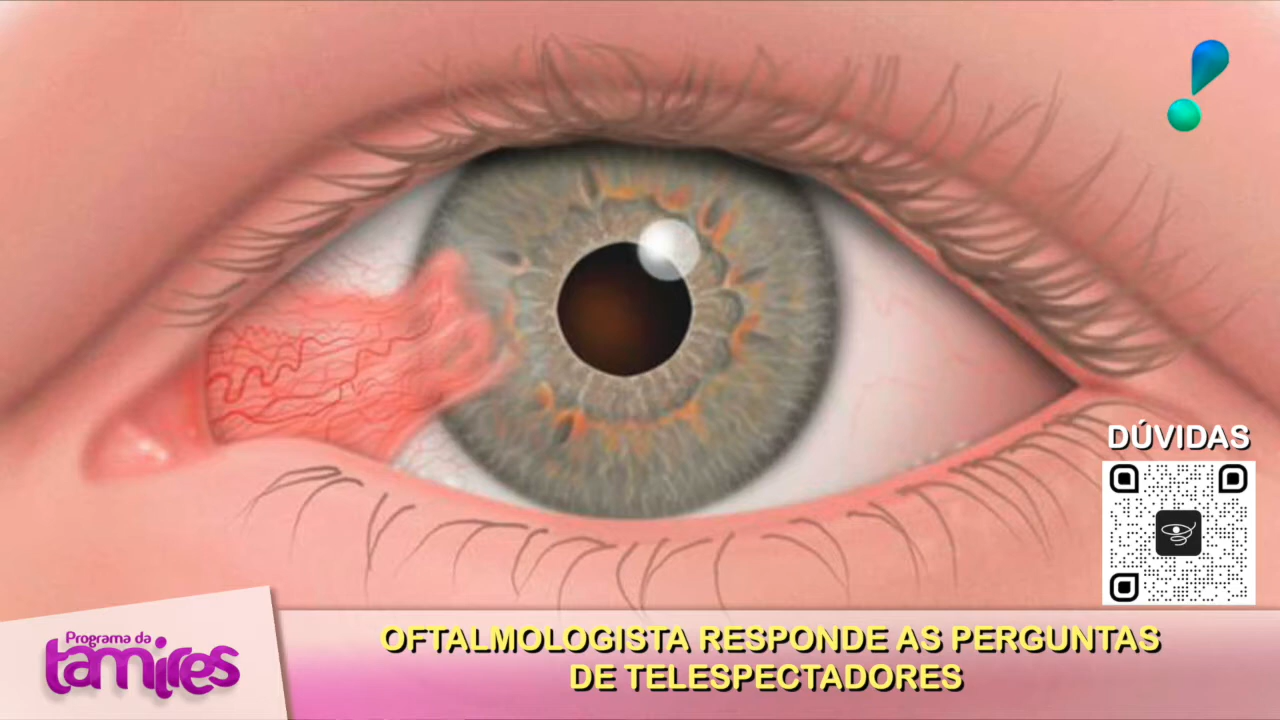 DÚVIDAS
Programa da
tamires
OFTALMOLOGISTA RESPONDE AS PERGUNTAS
DE TELESPECTADORES